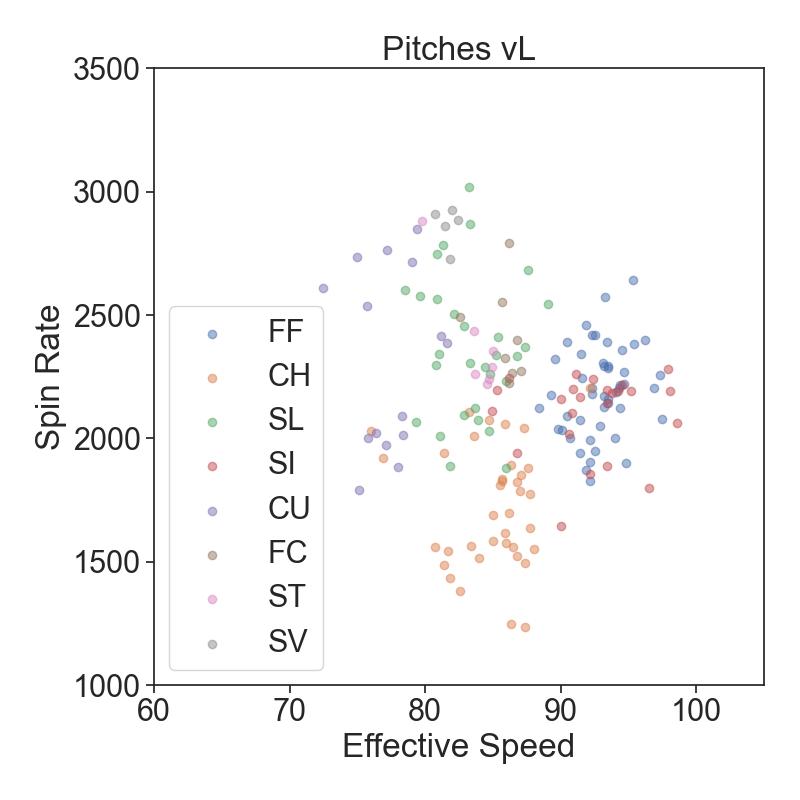 Pitches vL
3500
3000
2500
2000
1500
1000
Spin Rate
FF
CH
SL
SI
CU
FC
ST
SV
60 70 80 90 100
Effective Speed